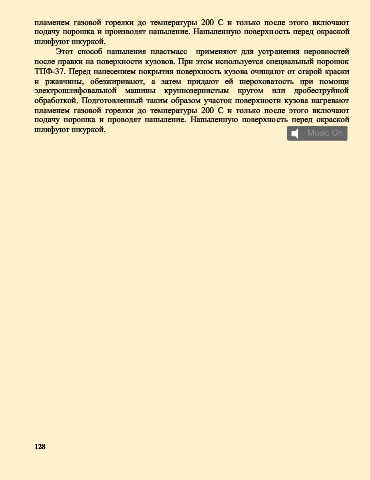 пламенем газовой горелки до температуры 200 С и только после этого включают
подачу порошка и производят напыление. Напыленную поверхность перед окраской
шлифуют шкуркой.
Этот способ напыления пластмасс применяют для устранения неровностей
после правки на поверхности кузовов. При этом используется специальный порошок
ТПФ-37. Перед нанесением покрытия поверхность кузова очищают от старой краски
и ржавчины, обезжиривают, а затем придают ей шероховатость при помощи
электрошлифовальной машины крупнозернистым кругом или дробеструйной
обработкой. Подготовленный таким образом участок поверхности кузова нагревают
пламенем газовой горелки до температуры 200 С и только после этого включают
подачу порошка и проводят напыление. Напыленную поверхность перед окраской
шлифуют шкуркой.
Music On
128